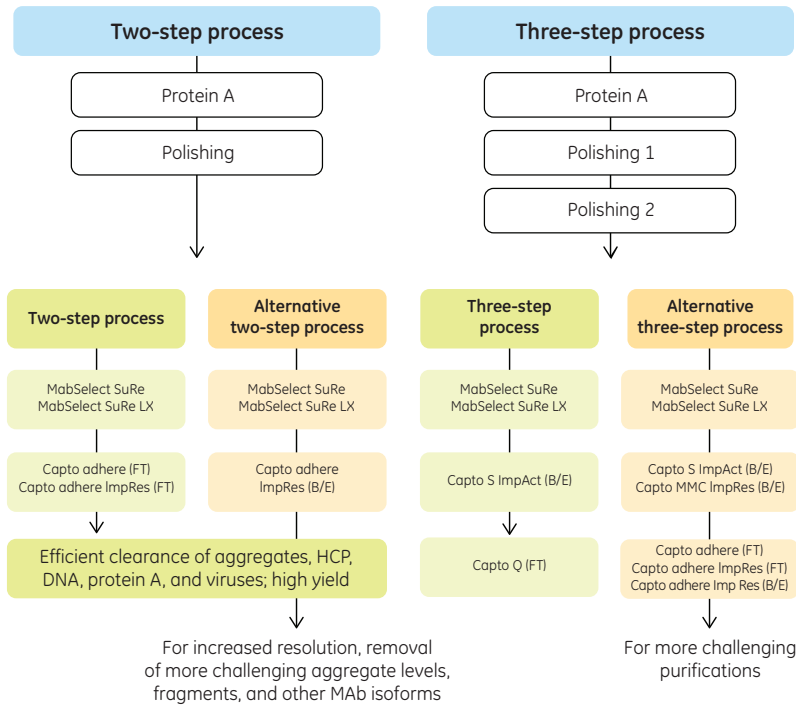 Two-step process
Protein A
Polishing
Three-step process
Protein A
Polishing 1
Polishing 2
Two-step process
MabSelect SuRe
MabSelect SuRe LX
Capto adhere (FT)
Capto adhere ImpRes (FT)
Efficient clearance of aggregates, HCP,
DNA, protein A, and viruses; high yield
Alternative
two-step process
MabSelect SuRe
MabSelect SuRe LX
Capto adhere
ImpRes (B/E)
For increased resolution, removal
of more challenging aggregate levels,
fragments, and other MAb isoforms
Three-step
process
MabSelect SuRe
MabSelect SuRe LX
Capto S ImpAct (B/E)
Capto Q (FT)
Alternative
three-step process
MabSelect SuRe
MabSelect SuRe LX
Capto S ImpAct (B/E)
Capto MMC ImpRes (B/E)
Capto adhere (FT)
Capto adhere ImpRes (FT)
Capto adhere Imp Res (B/E)
For more challenging
purifications